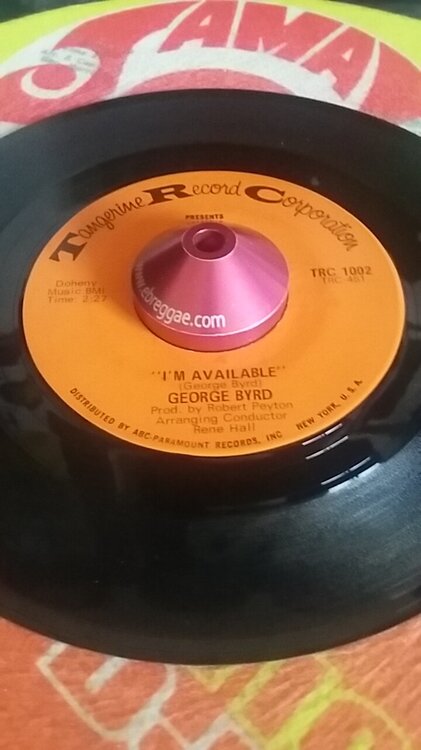 AMA
Tangerine Record Corporation
PRESENTS
www.ebreggae.com
Doheny
Music BMI
Time: 2:27
TRC 1002
TRC-481
"I'M AVAILABLE"
(George Byrd)
GEORGE BYRD
Prod. by Robert Peyton
Arranging Conductor
Rene Hall
DISTRIBUTED BY ABC-PARAMOUNT RECORDS, INC NEW YORK, U.S.A.